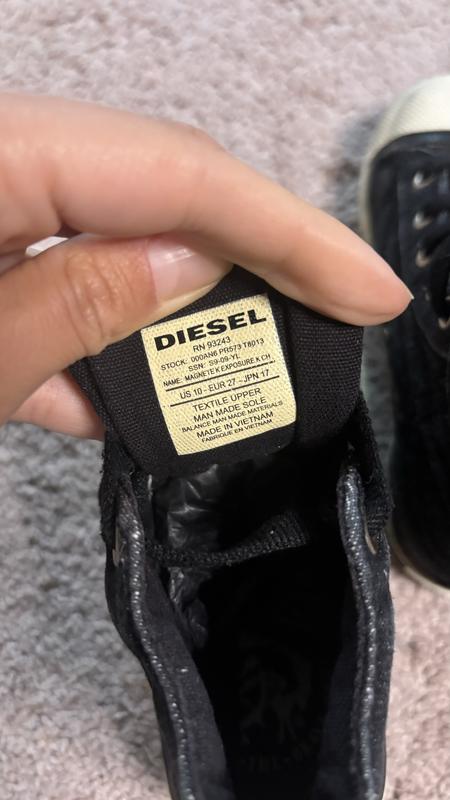 DIESEL
RN 93243
STOCK: 000AN6 PR573 T8013
SSN: S9-09-YL
NAME: MAGNETE K EXPOSURE K CH
US 10 - EUR 27 - JPN 17
TEXTILE UPPER
MAN MADE SOLE
BALANCE MAN MADE MATERIALS
MADE IN VIETNAM
FABRIQUE EN VIETNAM